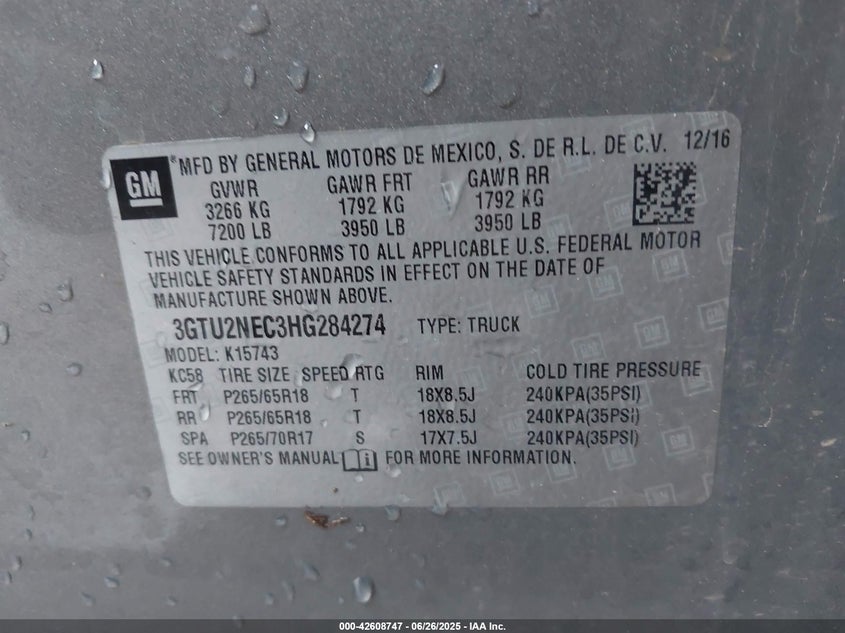 GM ® MFD BY GENERAL MOTORS DE MEXICO, S. DE R.L. DE C.V. 12/16
GVWR GAWR FRT GAWR RR
3266 KG 1792 KG 1792 KG
7200 LB 3950 LB 3950 LB
THIS VEHICLE CONFORMS TO ALL APPLICABLE U.S. FEDERAL MOTOR
VEHICLE SAFETY STANDARDS IN EFFECT ON THE DATE OF
MANUFACTURE SHOWN ABOVE.
3GTU2NEC3HG284274 TYPE: TRUCK
MODEL: K15743
KC58 TIRE SIZE SPEED RTG RIM COLD TIRE PRESSURE
FRT P265/65R18 T 18X8.5J 240KPA(35PSI)
RR P265/65R18 T 18X8.5J 240KPA(35PSI)
SPA P265/70R17 S 17X7.5J 240KPA(35PSI)
SEE OWNER'S MANUAL i FOR MORE INFORMATION.
000-42608747 - 06/26/2025 - IAA Inc.